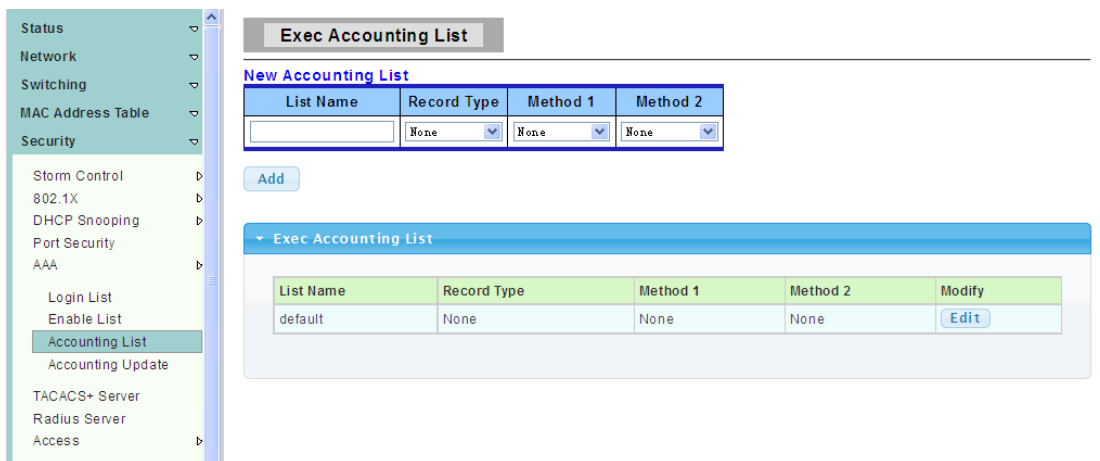 Status
Network
Switching
MAC Address Table
Security
Storm Control
802.1X
DHCP Snooping
Port Security
AAA
Login List
Enable List
Accounting List
Accounting Update
TACACS+ Server
Radius Server
Access
Exec Accounting List
New Accounting List
List Name Record Type Method 1 Method 2
None None None
Add
Exec Accounting List
List Name Record Type Method 1 Method 2 Modify
default None None None Edit